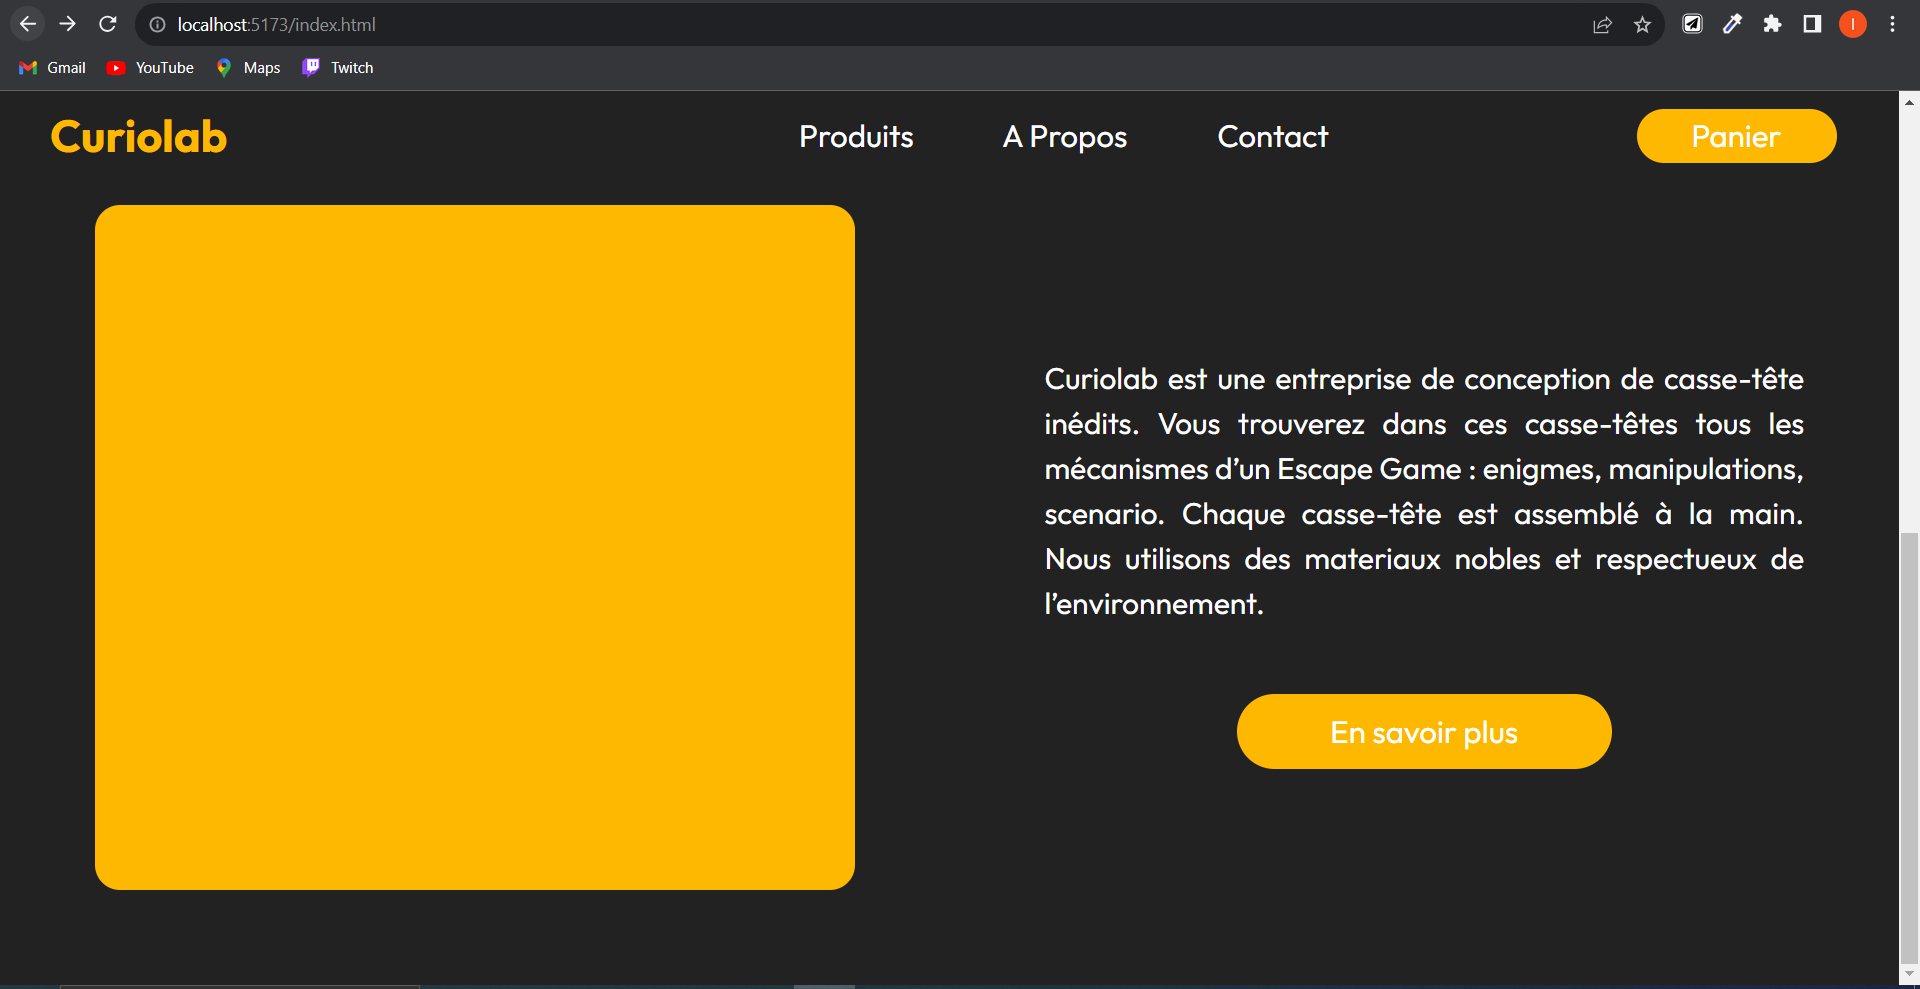 localhost:5173/index.html
I
Gmail YouTube Maps Twitch
Curiolab Produits A Propos Contact Panier
Curiolab est une entreprise de conception de casse-tête
inédits. Vous trouverez dans ces casse-têtes tous les
mécanismes d’un Escape Game : enigmes, manipulations,
scenario. Chaque casse-tête est assemblé à la main.
Nous utilisons des materiaux nobles et respectueux de
l’environnement.
En savoir plus